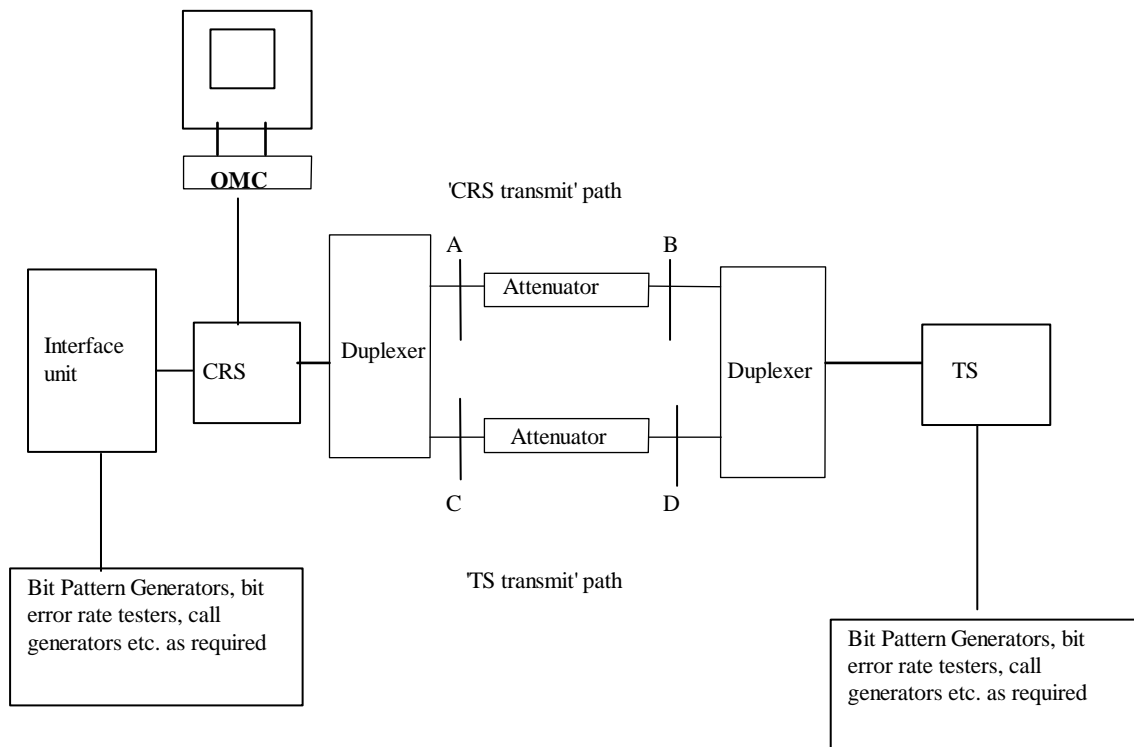 OMC
'CRS transmit' path
A
B
Attenuator
Interface
unit
CRS
Duplexer
Duplexer
TS
Attenuator
C
D
'TS transmit' path
Bit Pattern Generators, bit
error rate testers, call
generators etc. as required
Bit Pattern Generators, bit
error rate testers, call
generators etc. as required